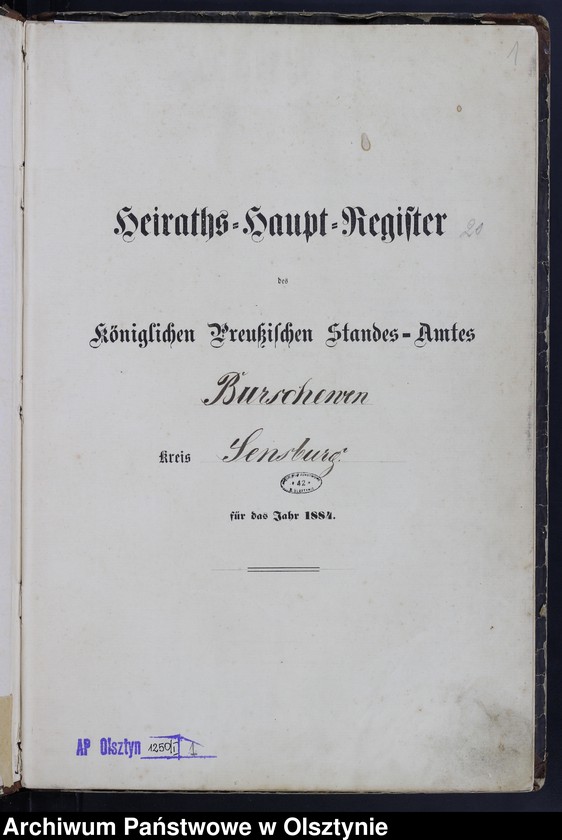 1
Heiraths-Haupt-Register
20
des
Königlichen Preußischen Standes-Amtes
Burschewen
Kreis Sensburg.
42
für das Jahr 1884.
AP Olsztyn 1250/I 1
Archiwum Państwowe w Olsztynie